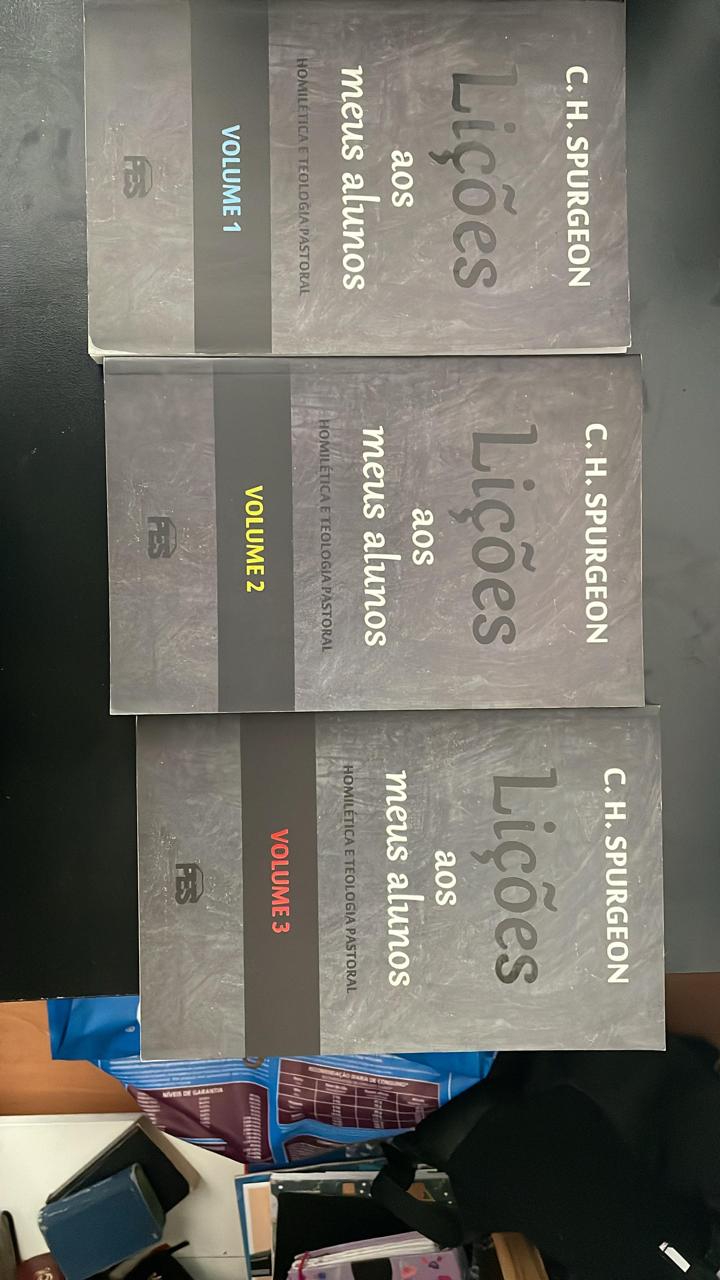 C. H. SPURGEON
Lições
aos
meus alunos
HOMILÉTICA E TEOLOGIA PASTORAL
VOLUME 1
PES
C. H. SPURGEON
Lições
aos
meus alunos
HOMILÉTICA E TEOLOGIA PASTORAL
VOLUME 2
PES
C. H. SPURGEON
Lições
aos
meus alunos
HOMILÉTICA E TEOLOGIA PASTORAL
VOLUME 3
PES
NÍVEIS DE GARANTIA
RECOMENDAÇÃO DIÁRIA DE CONSUMO*